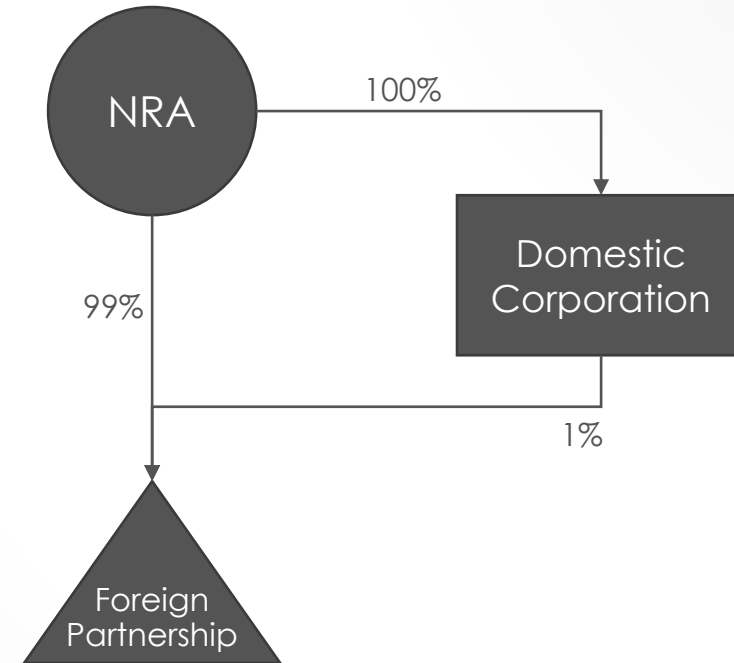 NRA
100%
Domestic
Corporation
99%
1%
Foreign
Partnership